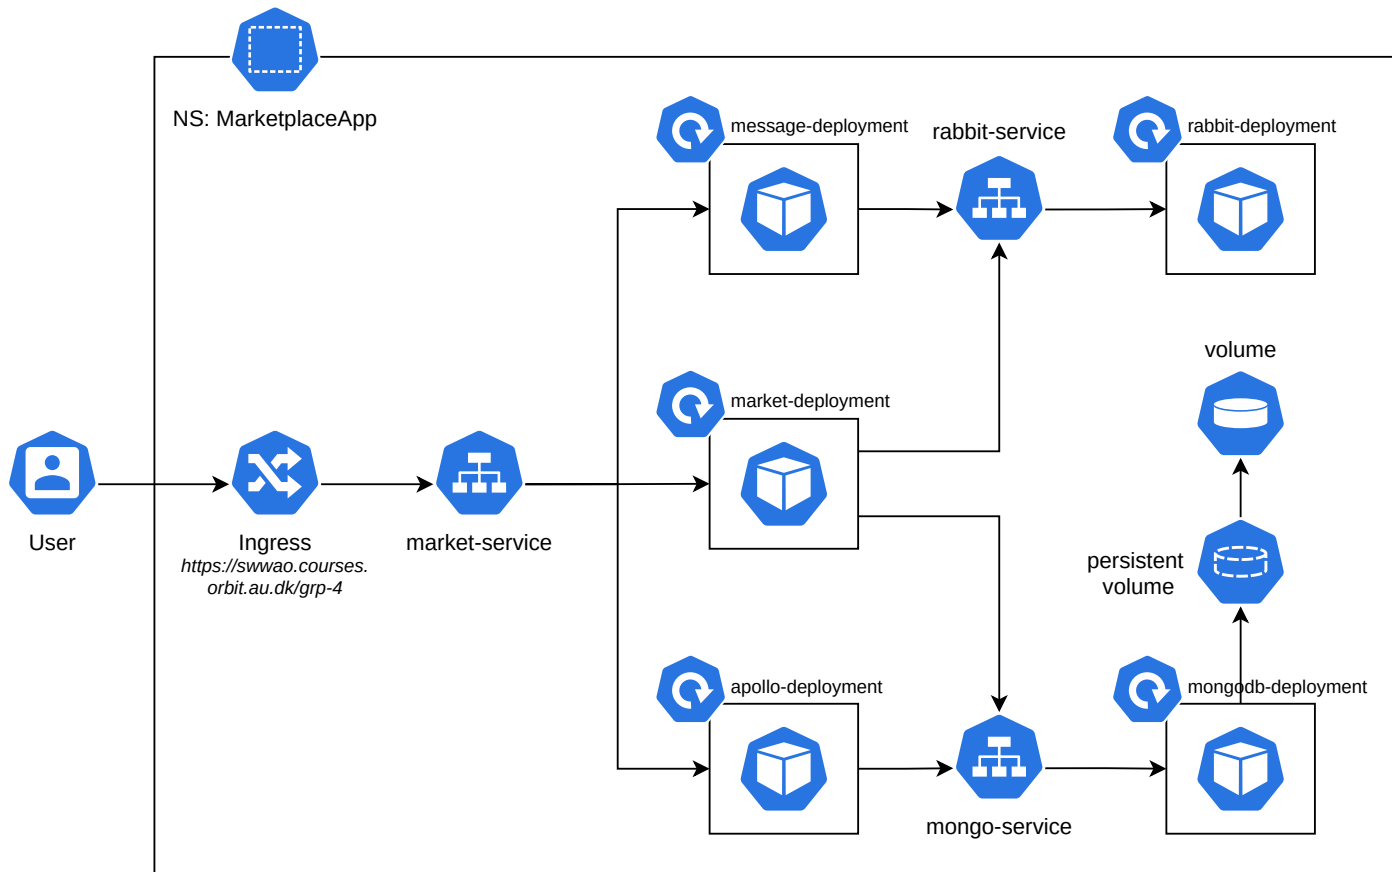 NS: MarketplaceApp
message-deployment
rabbit-service
rabbit-deployment
volume
market-deployment
User
Ingress
https://swwao.courses.
orbit.au.dk/grp-4
market-service
persistent
volume
apollo-deployment
mongodb-deployment
mongo-service